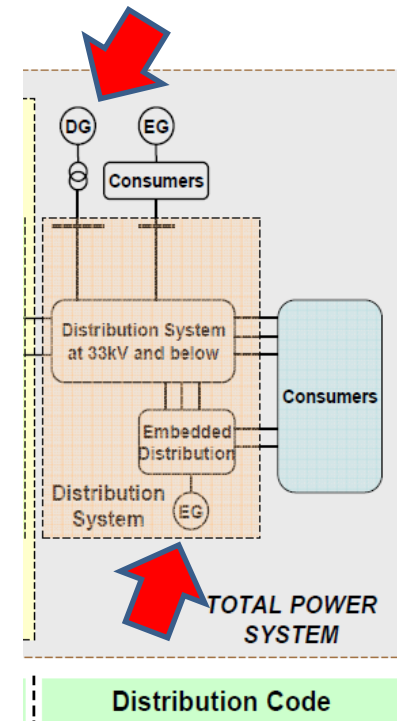 DG
EG
Consumers
Distribution System
at 33kV and below
Consumers
Embedded
Distribution
Distribution
System
EG
TOTAL POWER
SYSTEM
Distribution Code